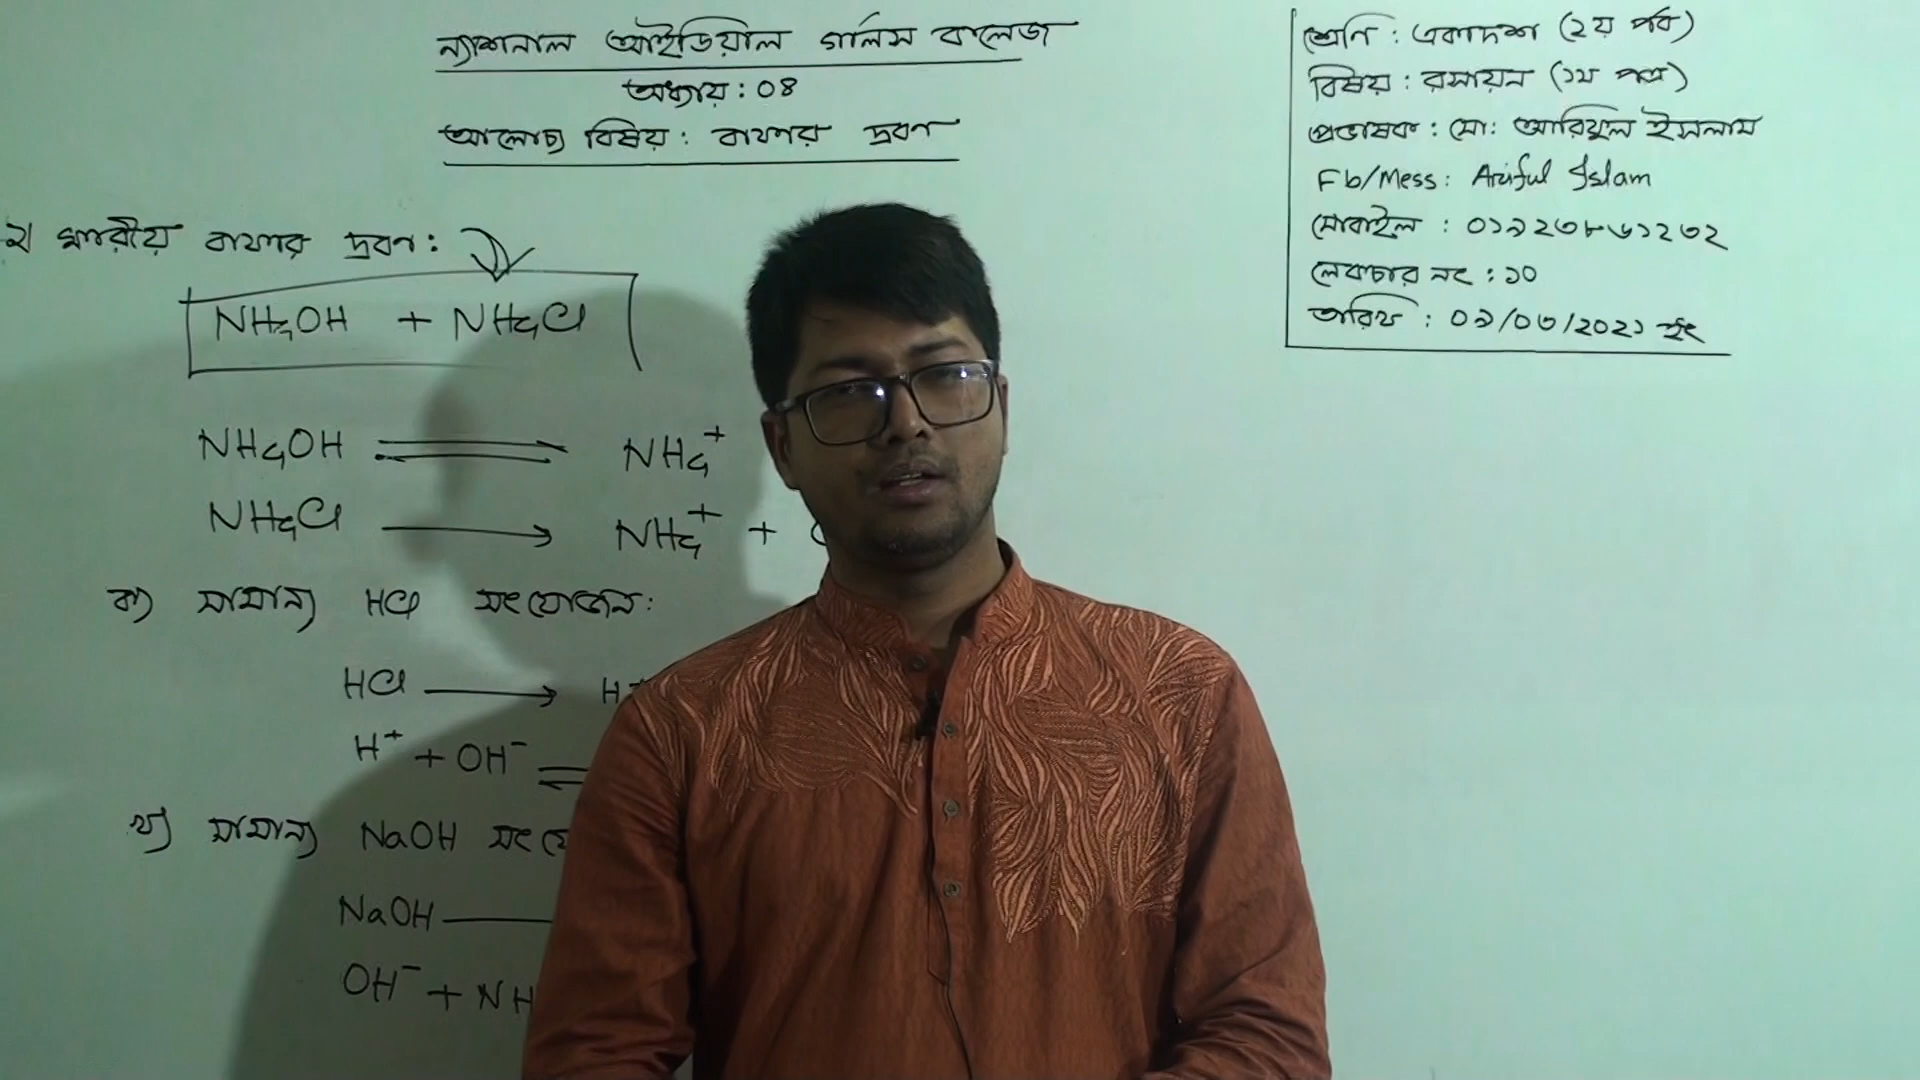 ন্যাশনাল আইডিয়াল গার্লস কলেজ
অধ্যায় : 08
আলোচ্য বিষয় : বাফার দ্রবণ
শ্রেণি : একাদশ (২য় পর্ব)
বিষয় : রসায়ন (১ম পত্র)
প্রভাষক : মো: আরিফুল ইসলাম
Fb/Mess: Ariful Islam
মোবাইল : ০১৯২৩৮৬১২৩২
লেকচার নং : ১০
তারিখ : ০৯/০৩/২০২১ ইং
২। ক্ষারীয় বাফার দ্রবণ :
NH₄OH + NH₄Cl
NH₄OH ⇌ NH₄⁺
NH₄Cl → NH₄⁺ +
ক) সামান্য HCl সংযোজন :
HCl → H⁺
H⁺ + OH⁻ ⇌
খ) সামান্য NaOH
NaOH
OH⁻ + NH